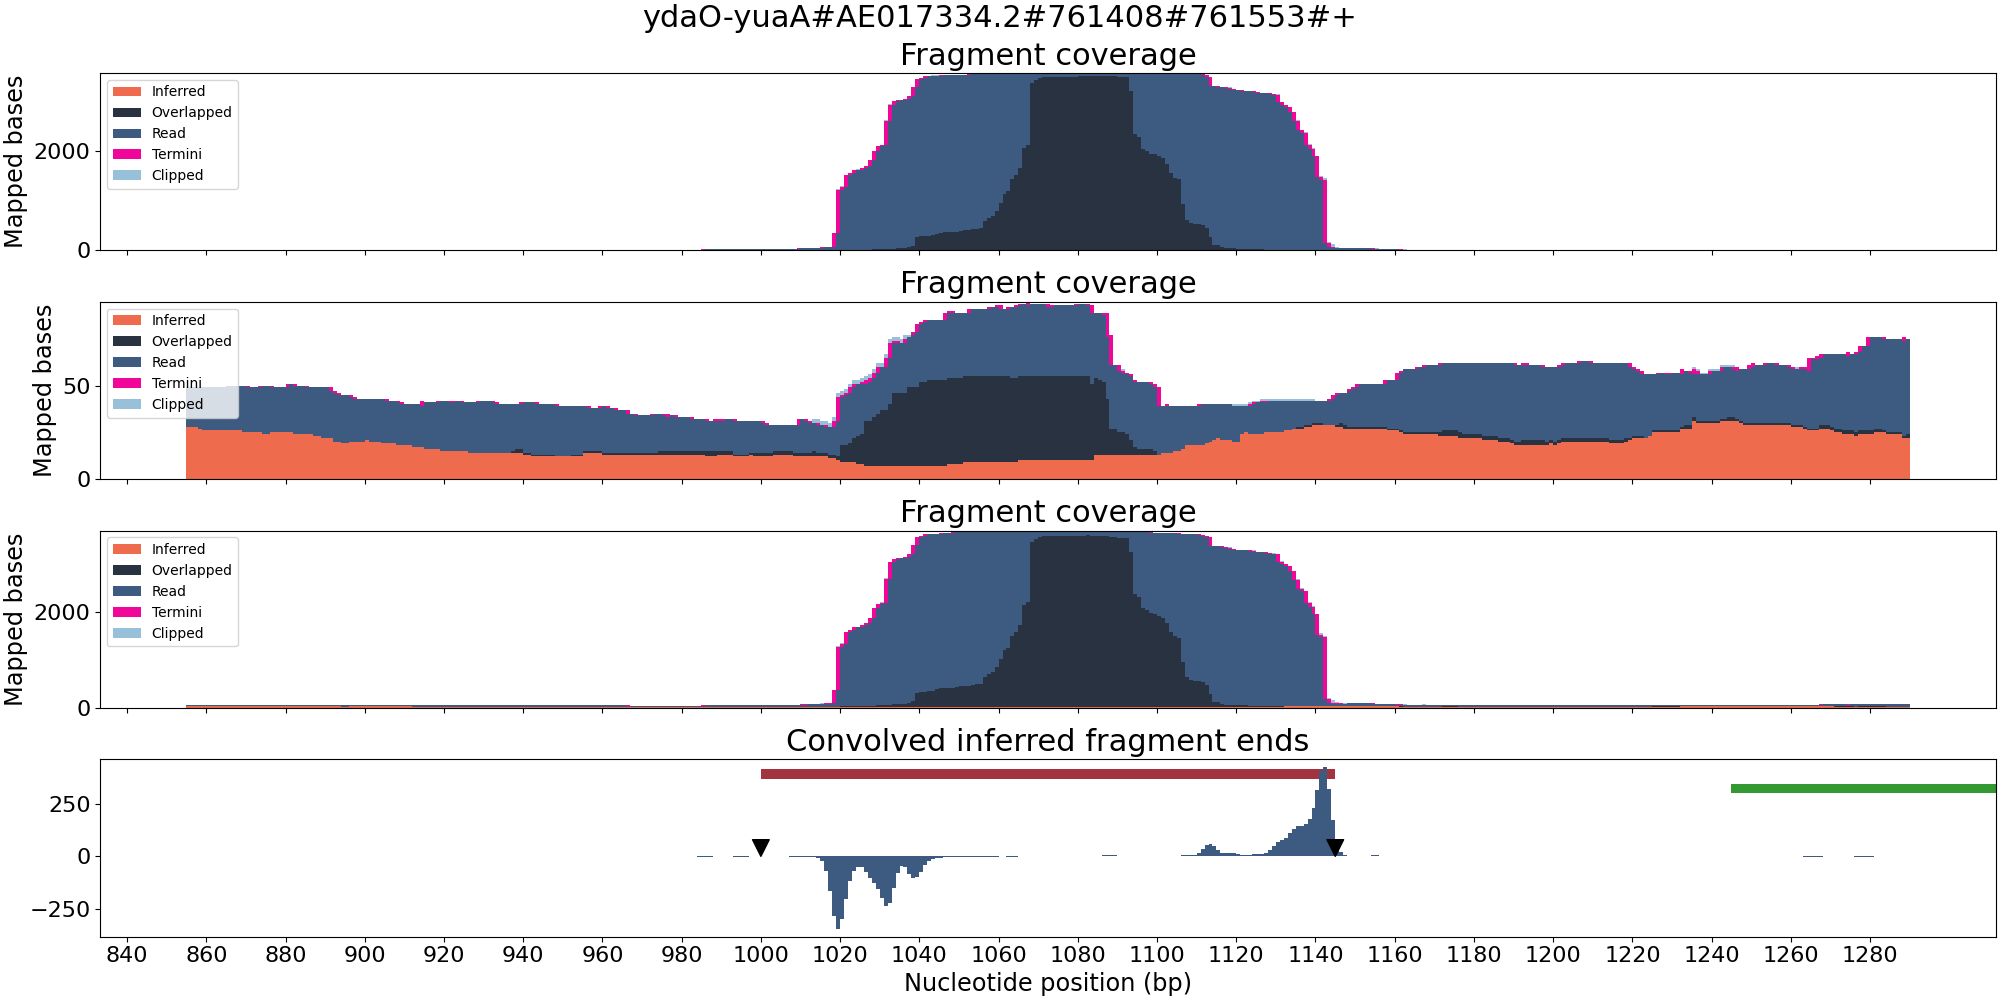 ydaO-yuaA#AE017334.2#761408#761553#+
Fragment coverage
Mapped bases
2000
0
Inferred
Overlapped
Read
Termini
Clipped
Fragment coverage
Mapped bases
50
0
Inferred
Overlapped
Read
Termini
Clipped
Fragment coverage
Mapped bases
2000
0
Inferred
Overlapped
Read
Termini
Clipped
Convolved inferred fragment ends
250
0
−250
840 860 880 900 920 940 960 980 1000 1020 1040 1060 1080 1100 1120 1140 1160 1180 1200 1220 1240 1260 1280
Nucleotide position (bp)